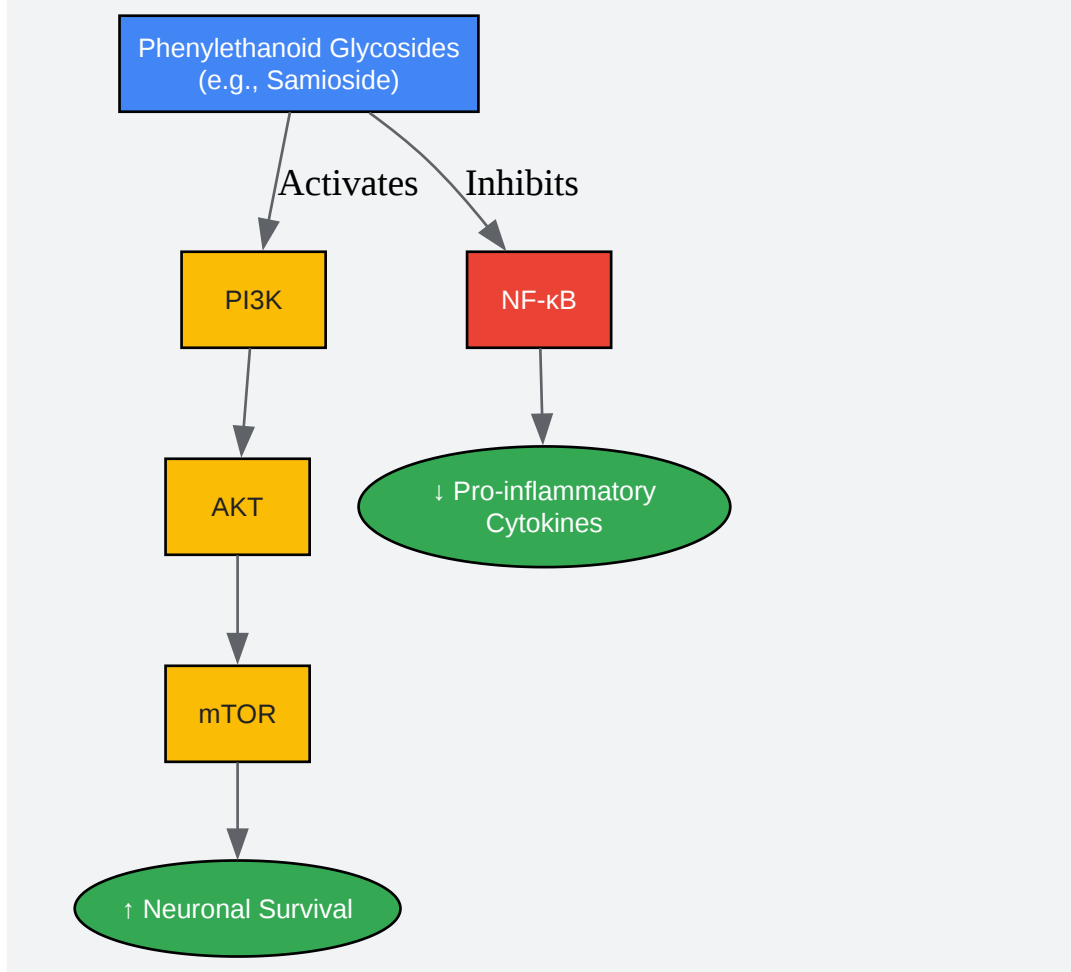 Phenylethanoid Glycosides
(e.g., Samioside)
Activates
Inhibits
PI3K
NF-κB
AKT
↓ Pro-inflammatory
Cytokines
mTOR
↑ Neuronal Survival